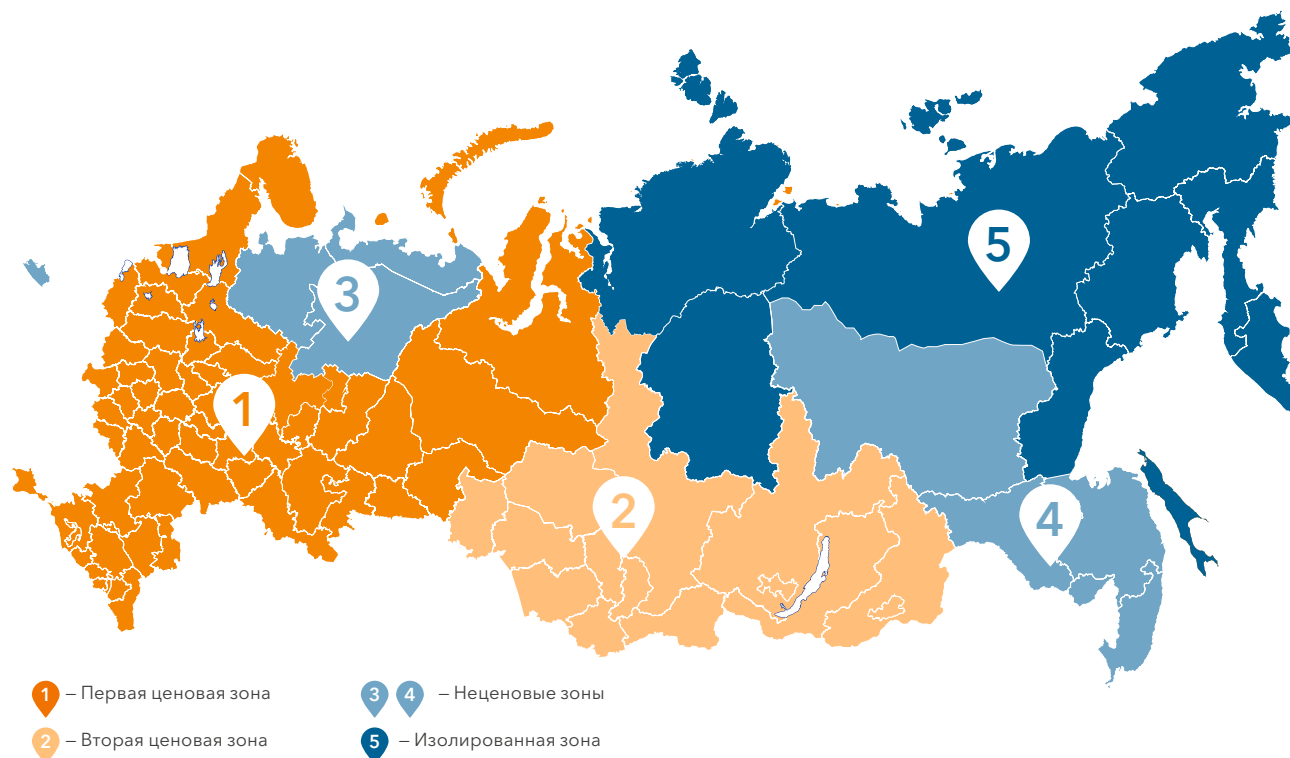 5
3
1
2
4
1 – Первая ценовая зона
3 4 – Неценовые зоны
2 – Вторая ценовая зона
5 – Изолированная зона